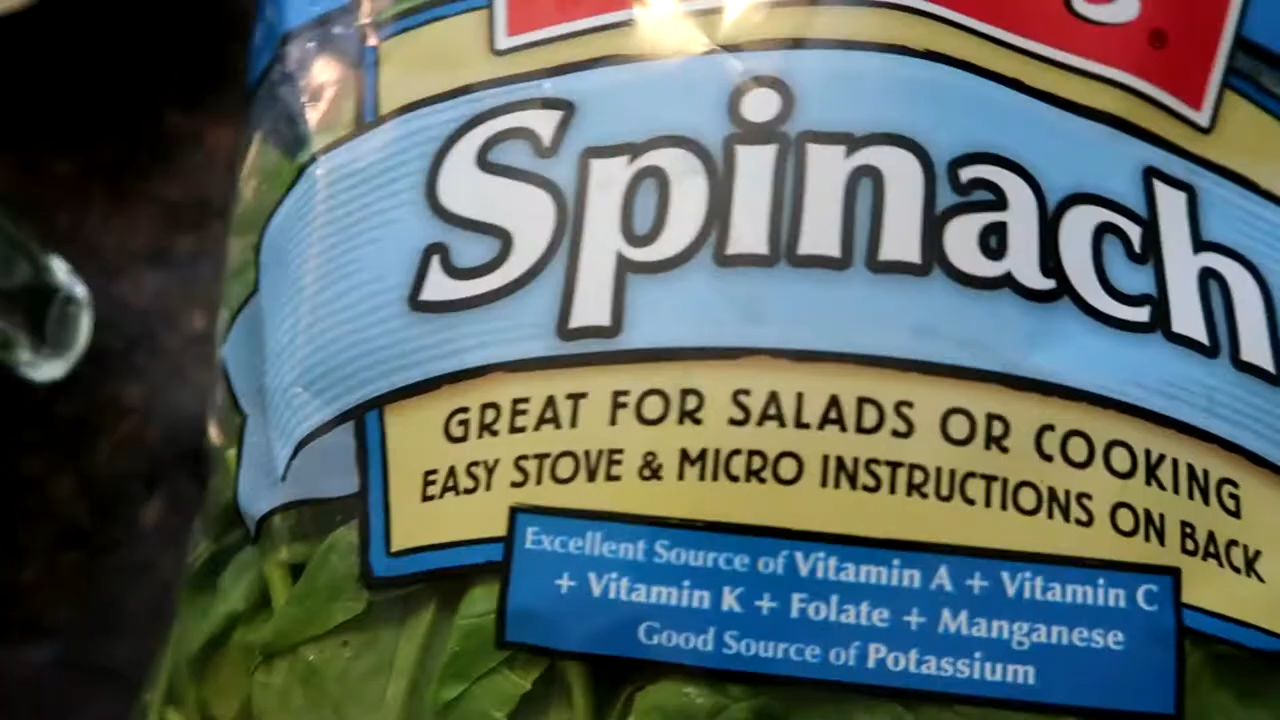 Spinach
GREAT FOR SALADS OR COOKING
EASY STOVE & MICRO INSTRUCTIONS ON BACK
Excellent Source of Vitamin A + Vitamin C
+ Vitamin K + Folate + Manganese
Good Source of Potassium